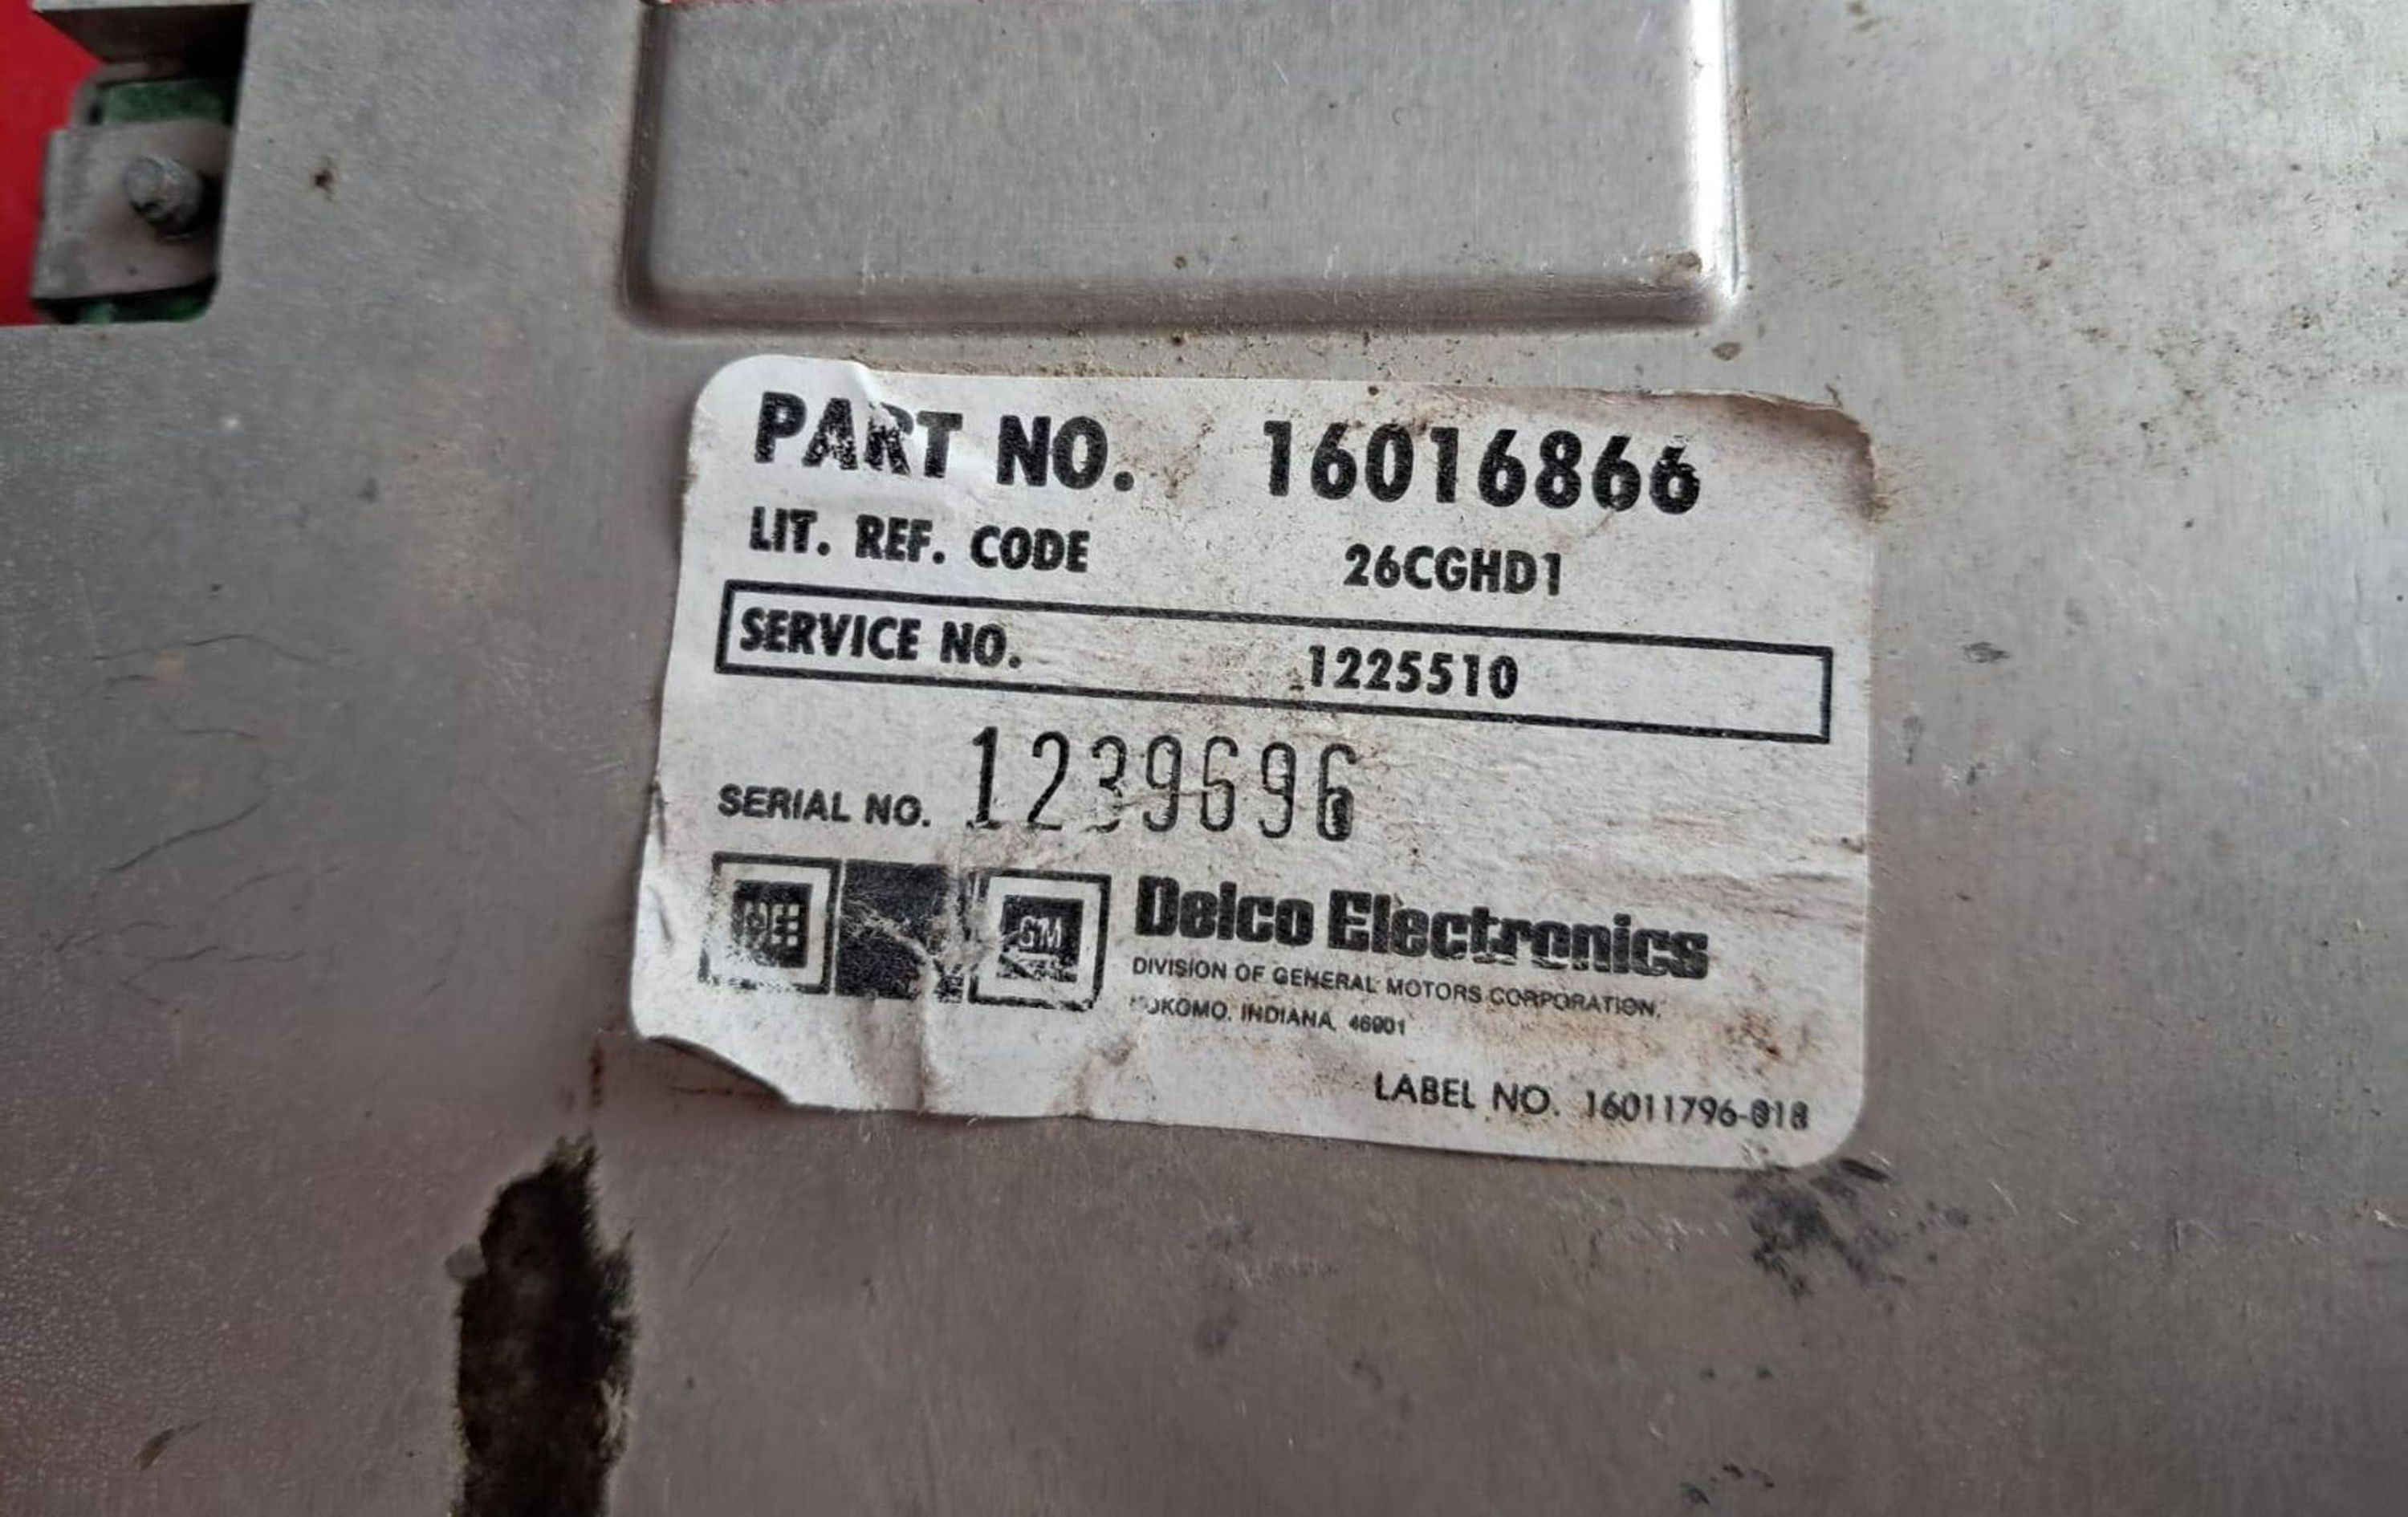 PART NO. 16016866
LIT. REF. CODE 26CGHD1
SERVICE NO. 1225510
SERIAL NO. 1239696
GM
Delco Electronics
DIVISION OF GENERAL MOTORS CORPORATION.
KOKOMO, INDIANA, 46901
LABEL NO. 16011796-018